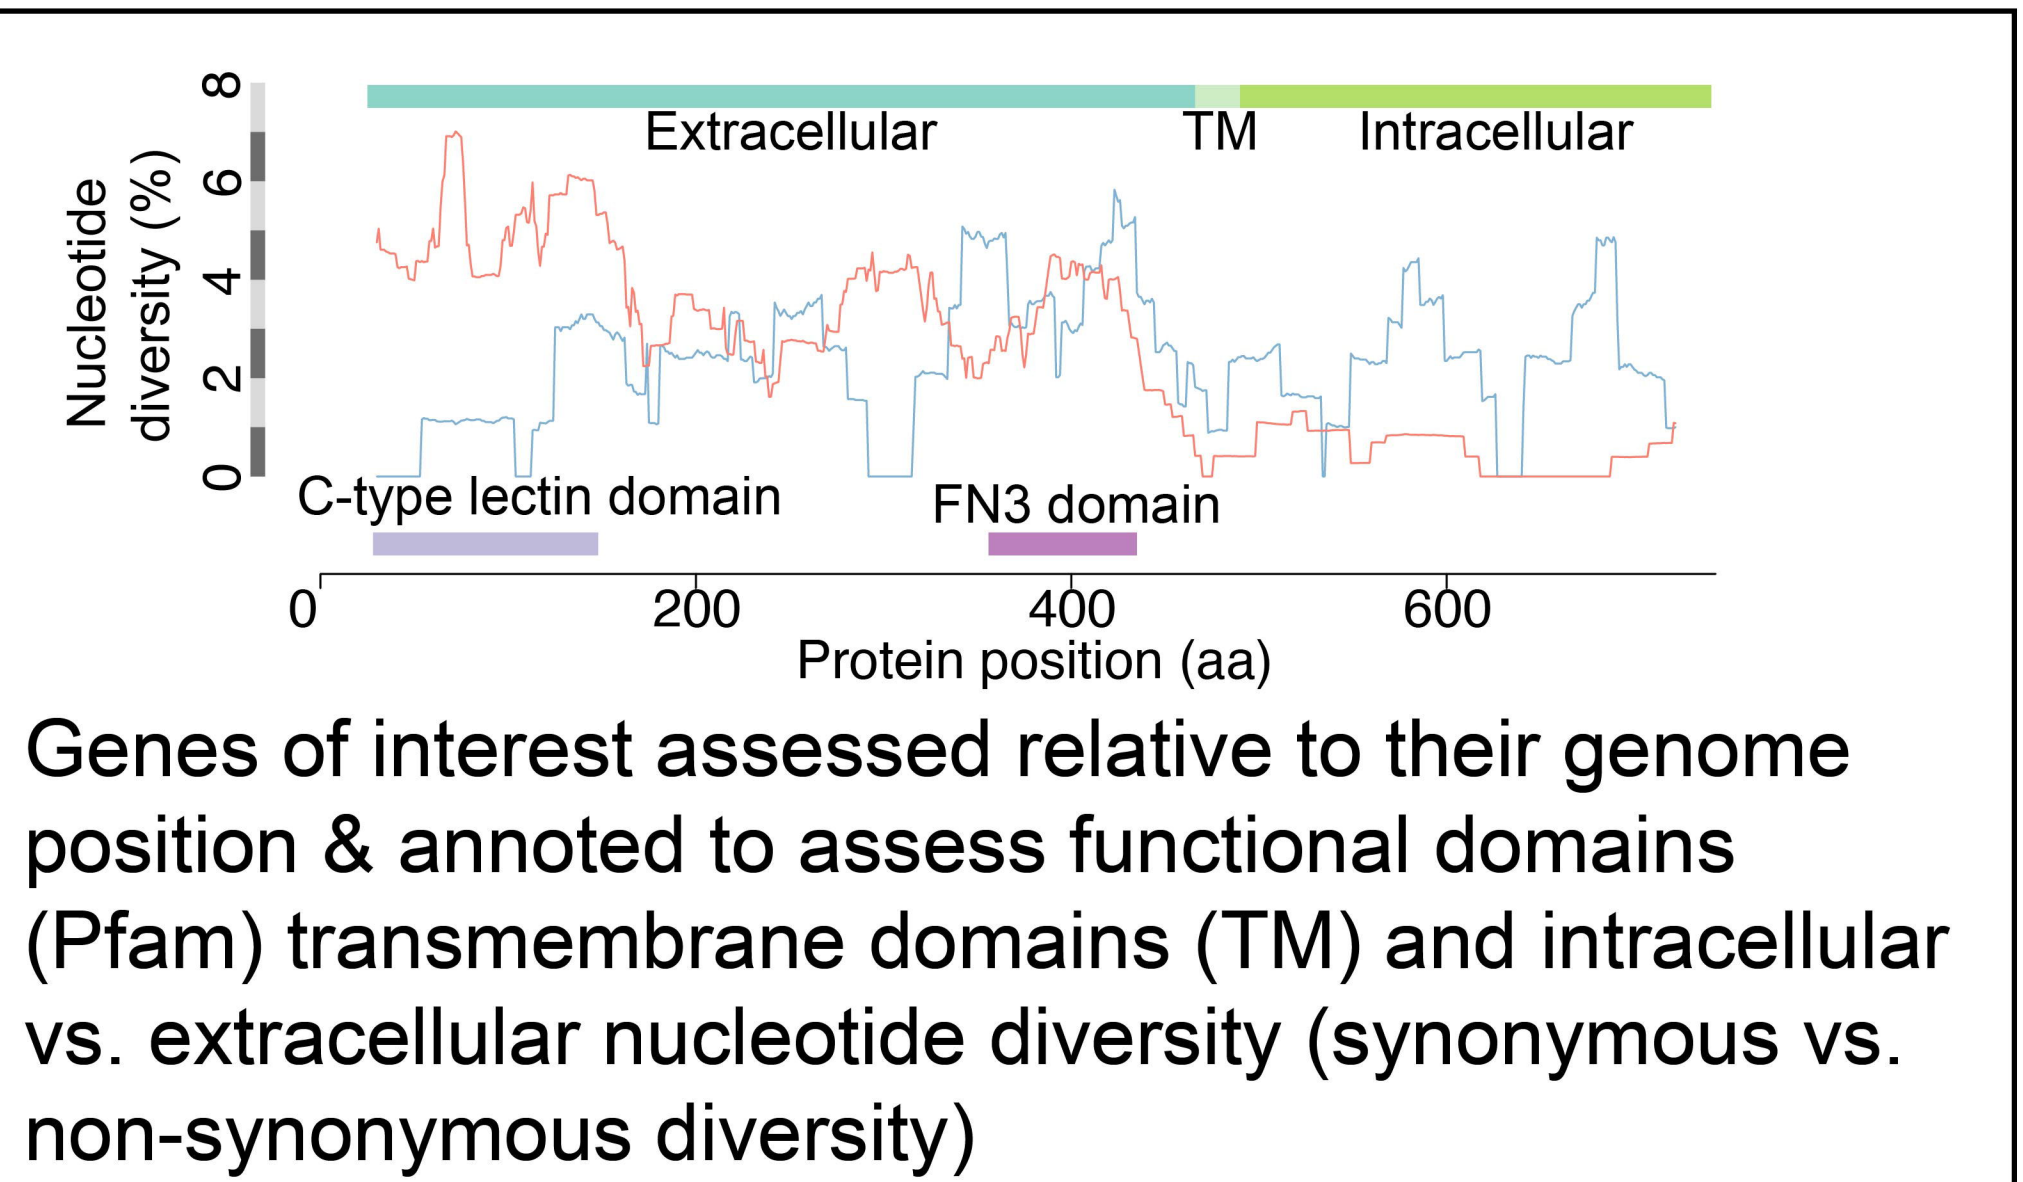 Nucleotide
diversity (%)
8
6
4
2
0
Extracellular
TM
Intracellular
C-type lectin domain
FN3 domain
0
200
400
600
Protein position (aa)
Genes of interest assessed relative to their genome
position & annoted to assess functional domains
(Pfam) transmembrane domains (TM) and intracellular
vs. extracellular nucleotide diversity (synonymous vs.
non-synonymous diversity)